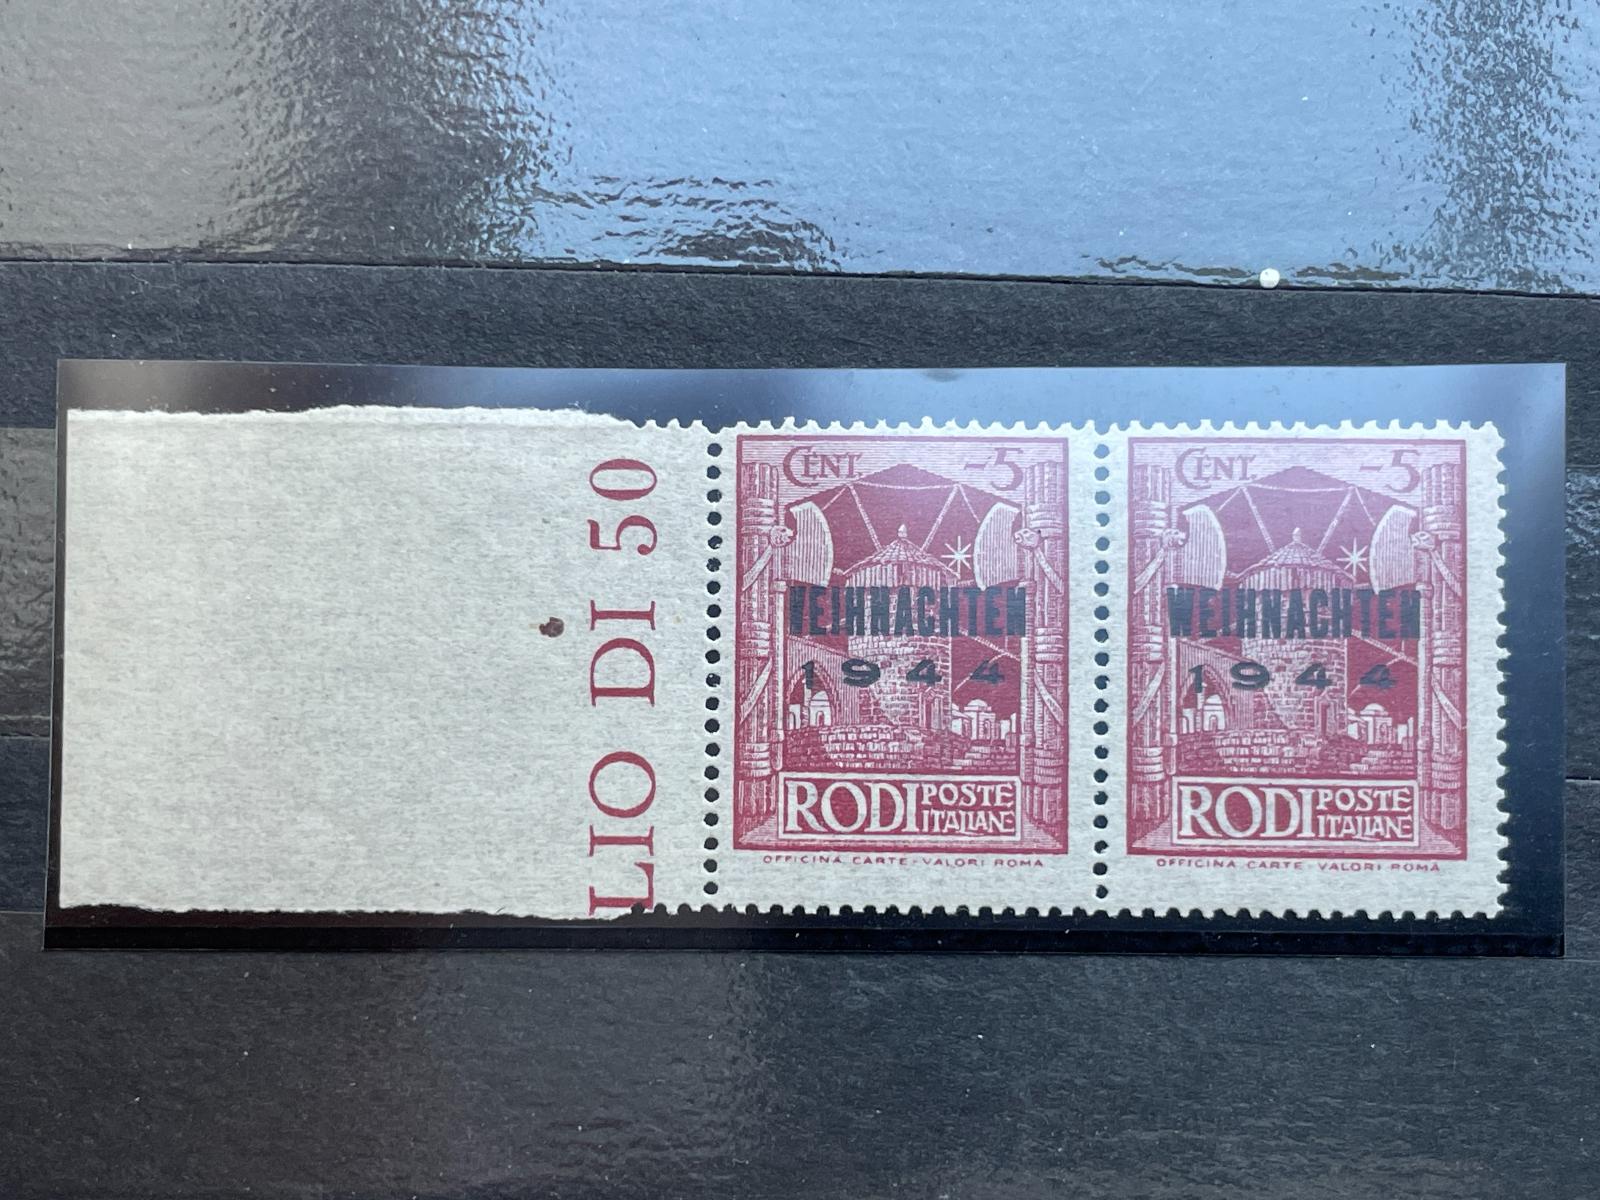 LIO DI 50
CENT. 5
WEIHNACHTEN
1944
RODI POSTE
ITALIANE
OFFICINA CARTE-VALORI ROMA
CENT. 5
WEIHNACHTEN
1944
RODI POSTE
ITALIANE
OFFICINA CARTE-VALORI ROMA